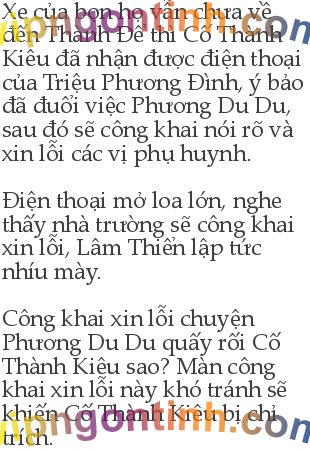 Xe của bọn họ vẫn chưa về
đến Thành Đế thì Cố Thành
Kiêu đã nhận được điện thoại
của Triệu Phương Đình, ý bảo
đã đuổi việc Phương Du Du,
sau đó sẽ công khai nói rõ và
xin lỗi các vị phụ huynh.
Điện thoại mở loa lớn, nghe
thấy nhà trường sẽ công khai
xin lỗi, Lâm Thiển lập tức
nhíu mày.
Công khai xin lỗi chuyện
Phương Du Du quấy rối Cố
Thành Kiêu sao? Màn công
khai xin lỗi này khó tránh sẽ
khiến Cố Thành Kiêu bị chỉ
trích.
vipngontinh.com
vipngontinh.com